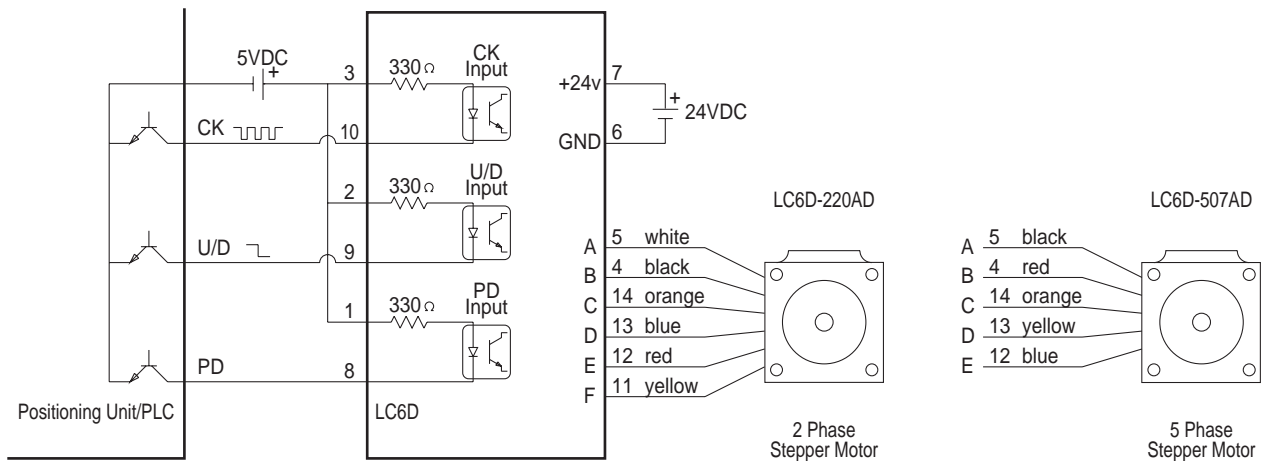 5VDC
+
3
330Ω
CK
Input
CK
10
2
330Ω
U/D
Input
U/D
9
1
330Ω
PD
Input
PD
8
Positioning Unit/PLC
LC6D
+24v
7
+
24VDC
GND
6
A 5 white
B 4 black
C 14 orange
D 13 blue
E 12 red
F 11 yellow
LC6D-220AD
2 Phase
Stepper Motor
LC6D-507AD
A 5 black
B 4 red
C 14 orange
D 13 yellow
E 12 blue
5 Phase
Stepper Motor